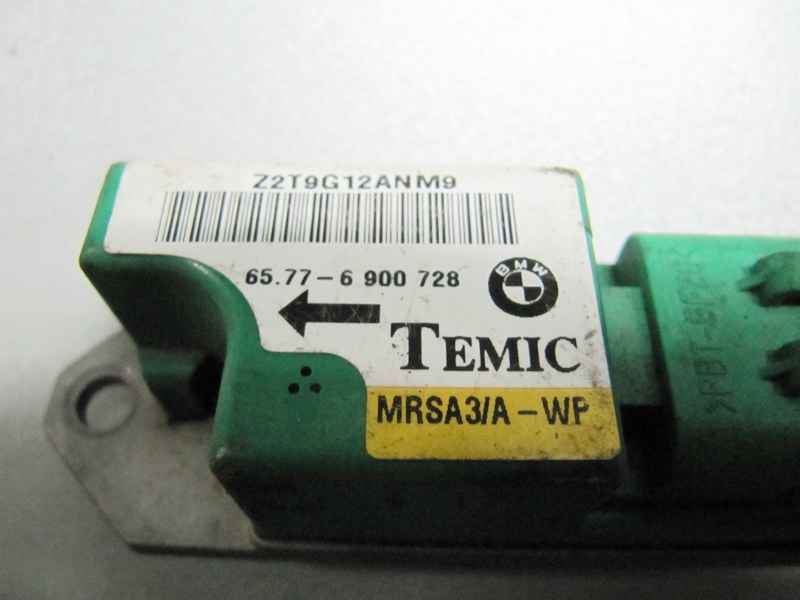 Z2T9G12ANM9
65.77-6 900 728
BMW
TEMIC
MRSA3/A-WP